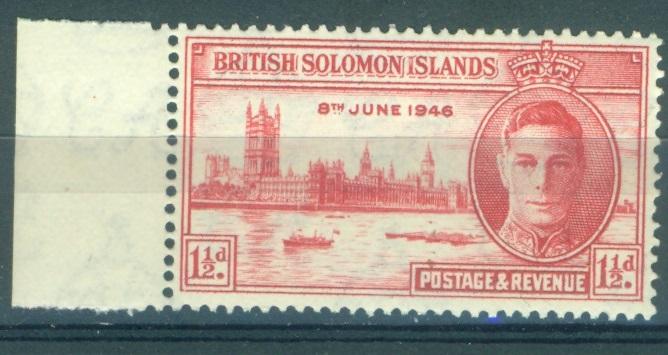 BRITISH SOLOMON ISLANDS
8TH JUNE 1946
1½d.
POSTAGE & REVENUE
1½d.